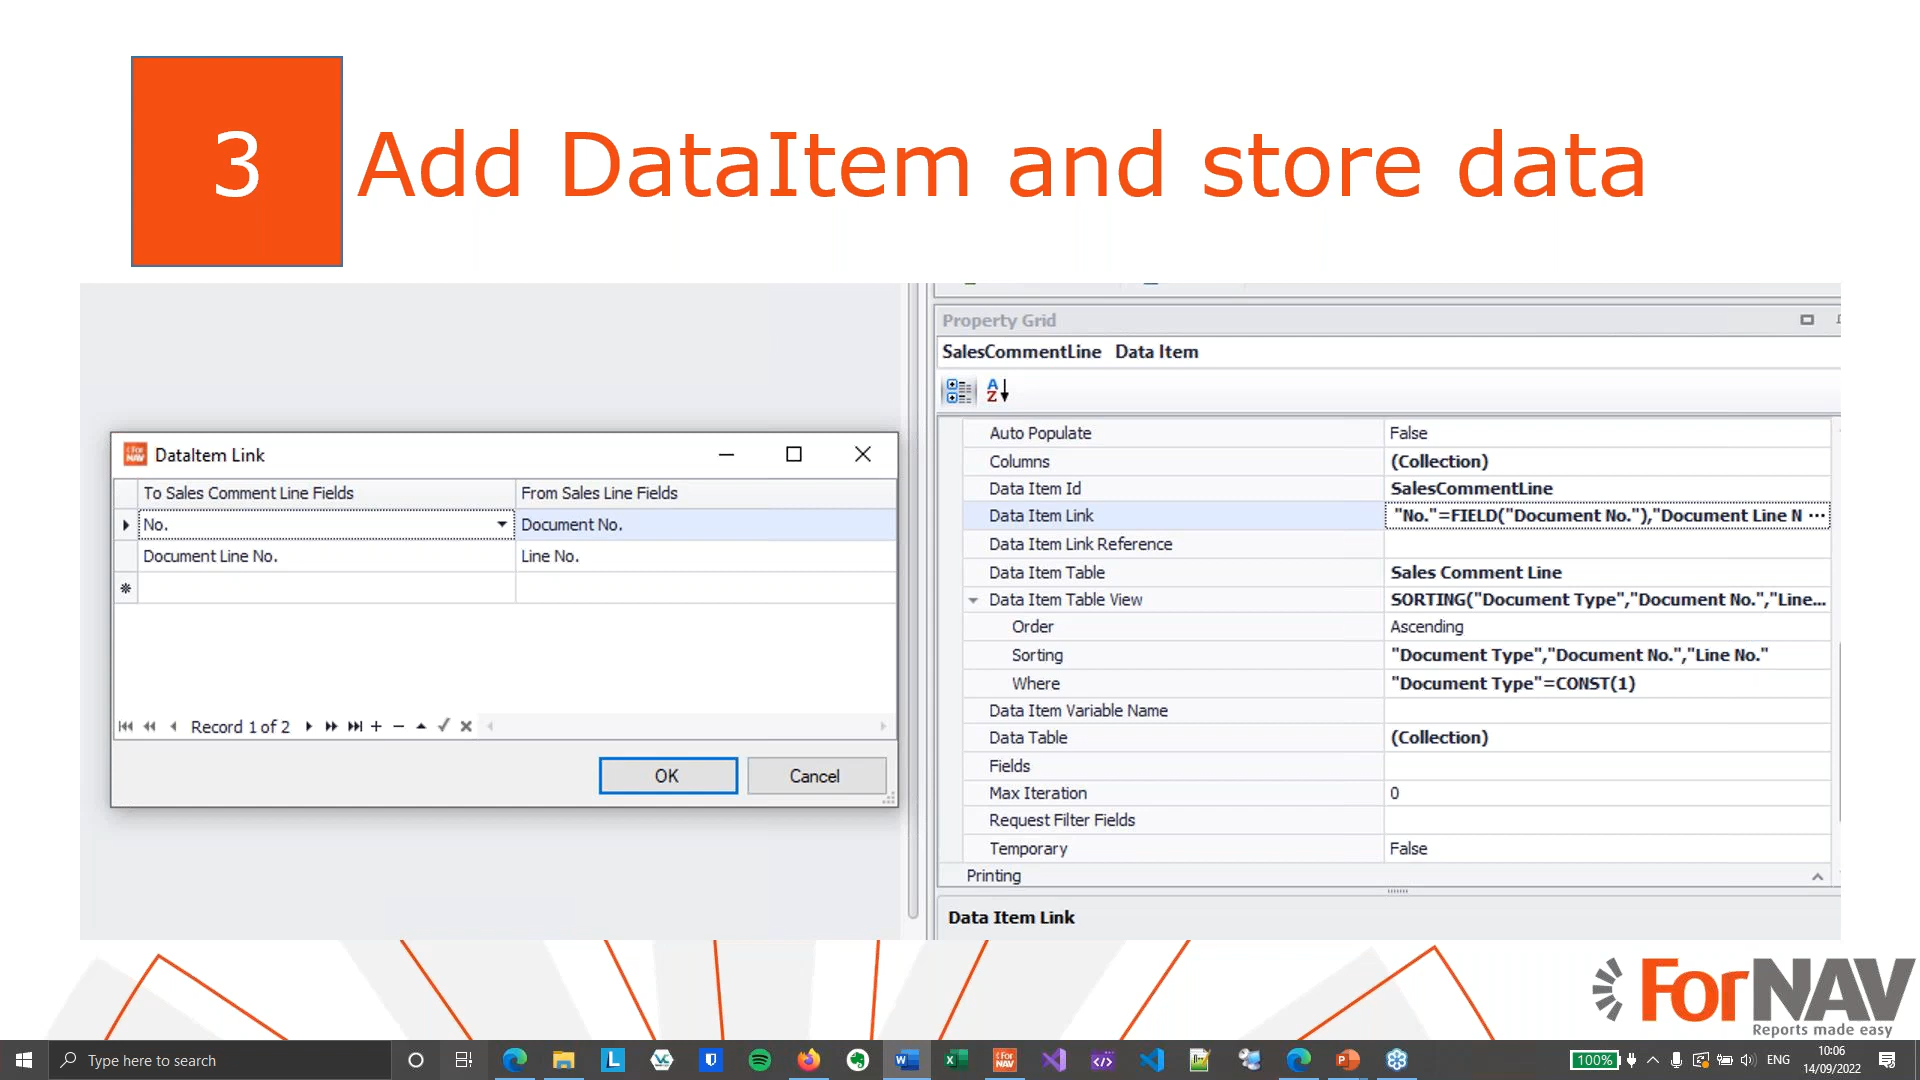 3
Add DataItem and store data
Property Grid
SalesCommentLine Data Item
Auto Populate False
Columns (Collection)
Data Item Id SalesCommentLine
Data Item Link "No."=FIELD("Document No."),"Document Line N ...
Data Item Link Reference
Data Item Table Sales Comment Line
Data Item Table View SORTING("Document Type","Document No.","Line...
Order Ascending
Sorting "Document Type","Document No.","Line No."
Where "Document Type"=CONST(1)
Data Item Variable Name
Data Table (Collection)
Fields
Max Iteration 0
Request Filter Fields
Temporary False
Printing
Data Item Link
DataItem Link
To Sales Comment Line Fields From Sales Line Fields
No. Document No.
Document Line No. Line No.
Record 1 of 2
OK Cancel
ForNAV
Reports made easy
Type here to search
100%
ENG
10:06
14/09/2022